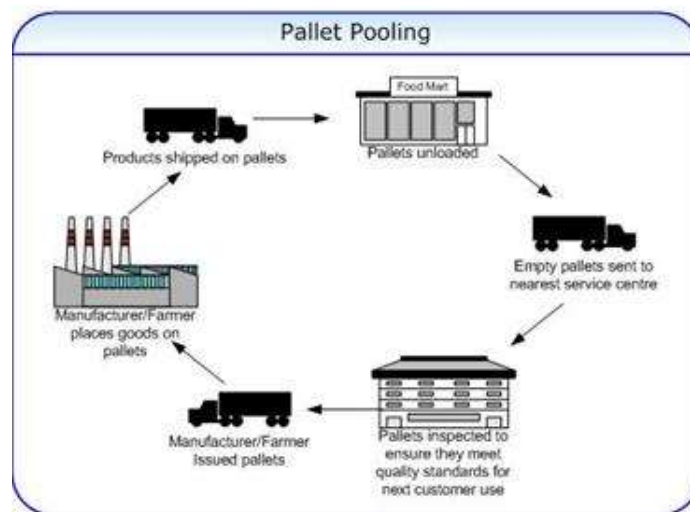 Pallet Pooling
Food Mart
Products shipped on pallets
Pallets unloaded
Empty pallets sent to
nearest service centre
Manufacturer/Farmer
places goods on
pallets
Manufacturer/Farmer
Issued pallets
Pallets inspected to
ensure they meet
quality standards for
next customer use